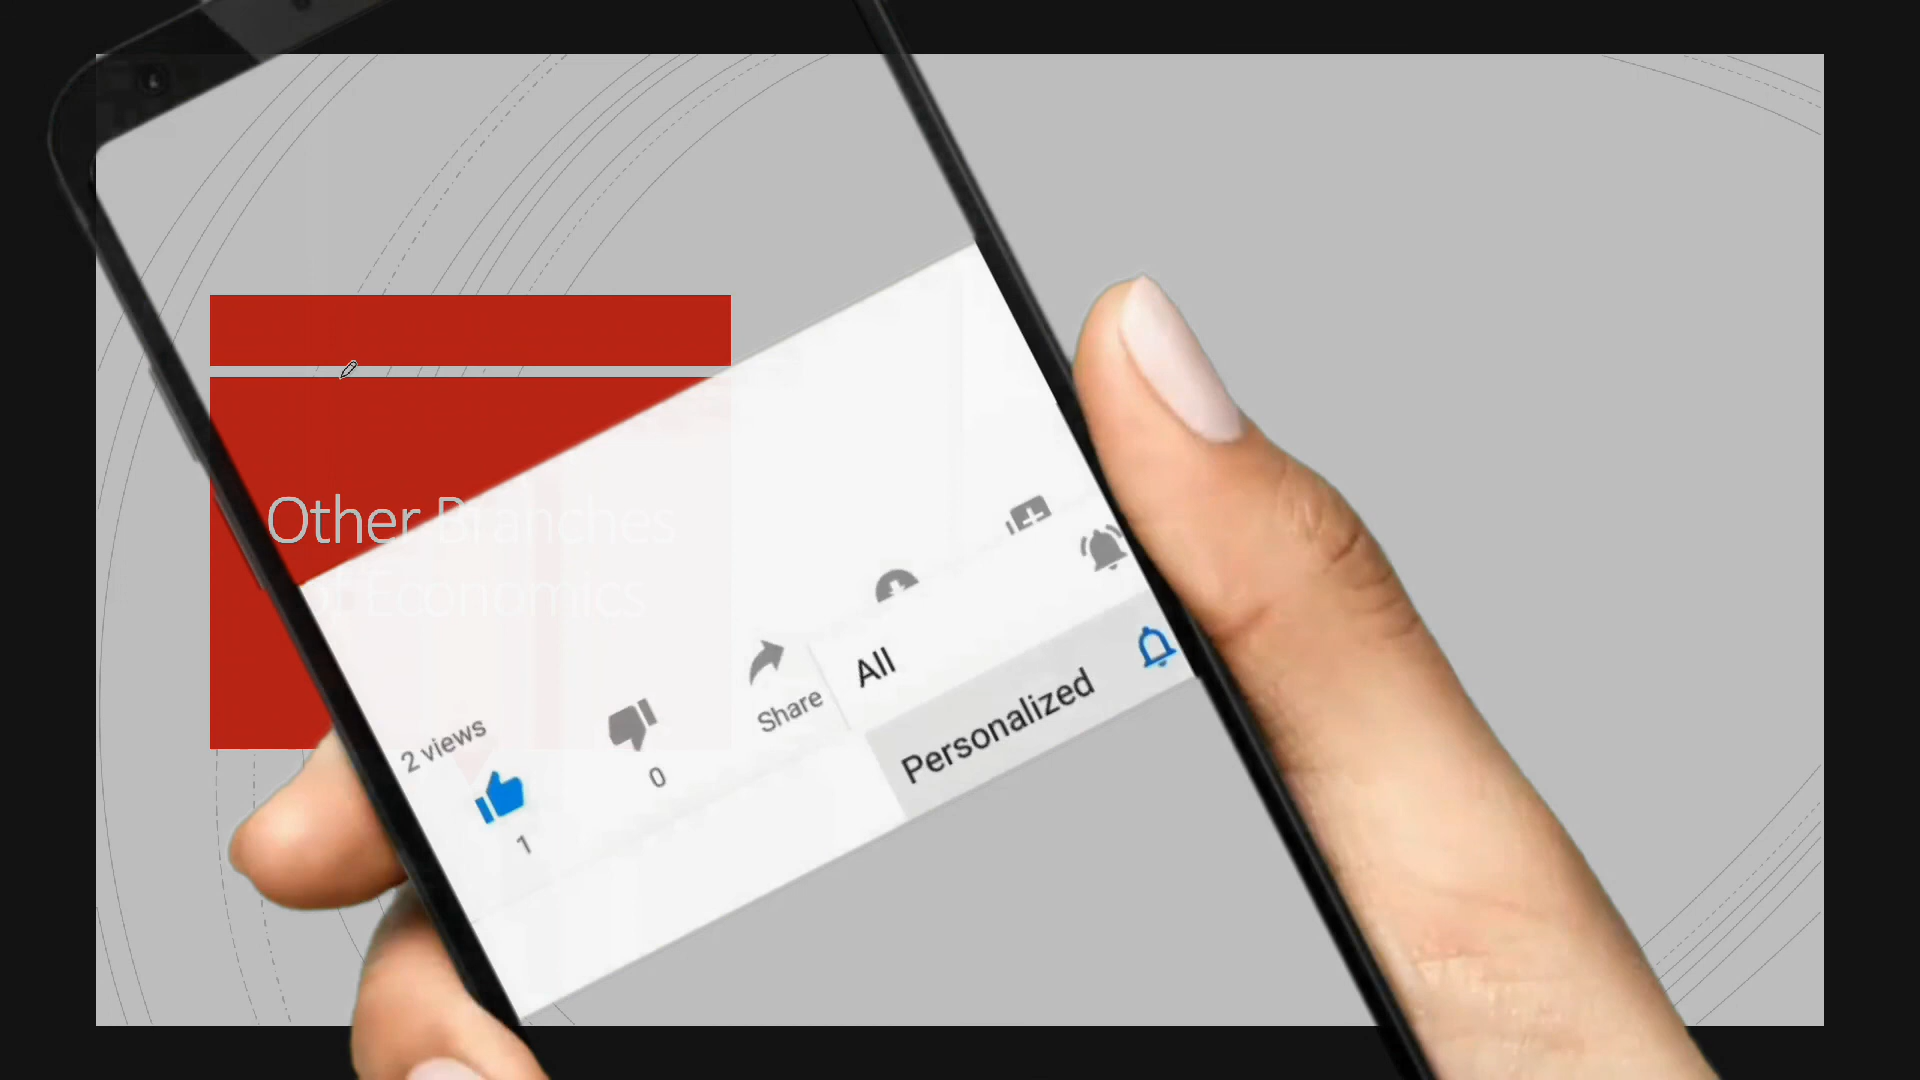 Other Branches
of Economics
2 views
1
0
Share
All
Personalized